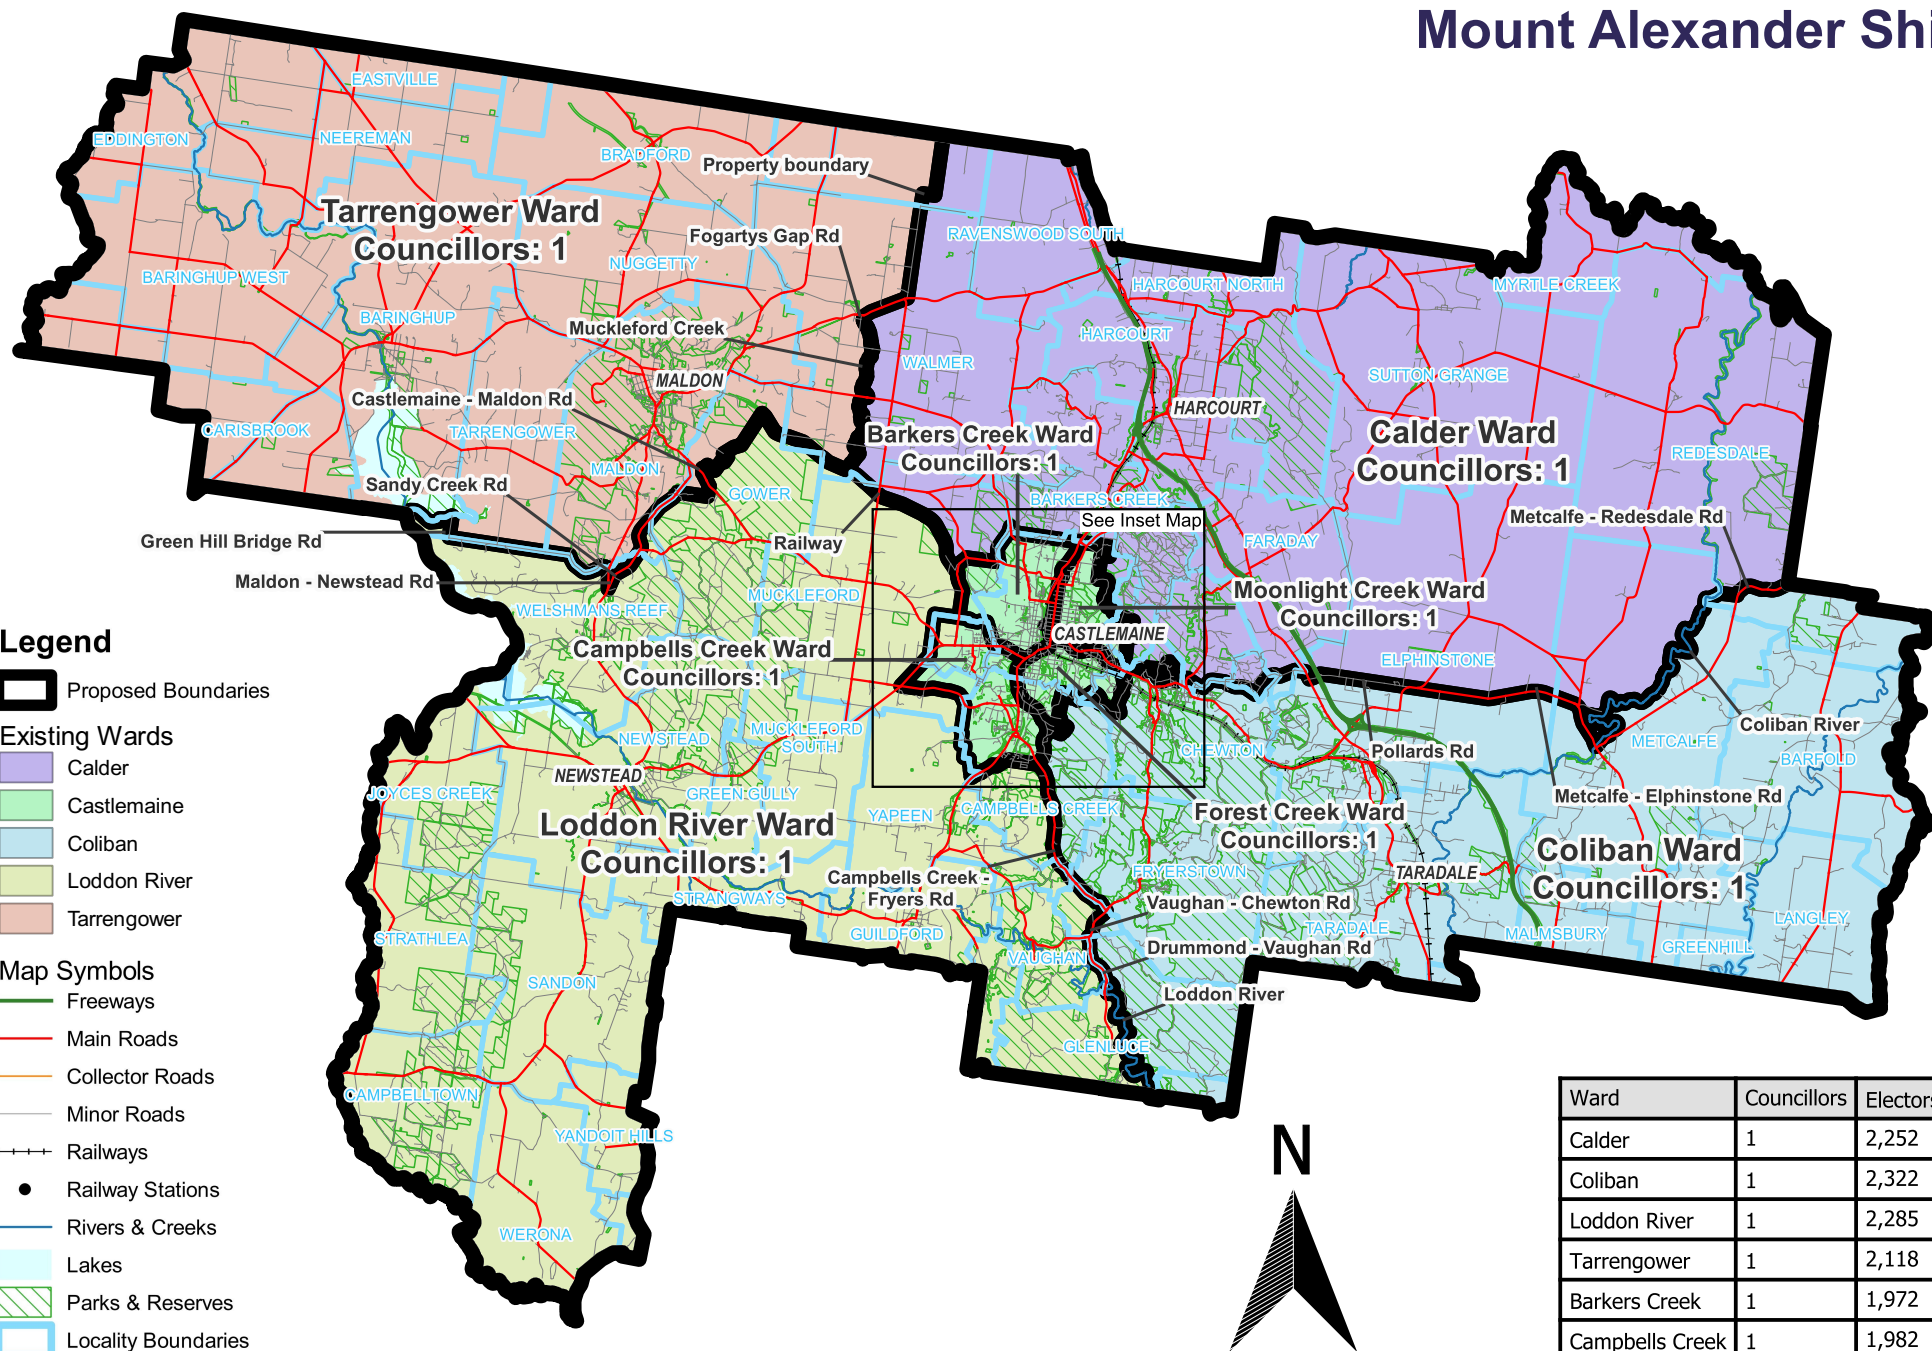 Mount Alexander Shi
EASTVILLE
EDDINGTON
NEEREMAN
BRADFORD
Property boundary
Tarrengower Ward
Councillors: 1
Fogartys Gap Rd
RAVENSWOOD SOUTH
NUGGETTY
BARINGHUP WEST
HARCOURT NORTH
MYRTLE CREEK
BARINGHUP
Muckleford Creek
HARCOURT
WALMER
MALDON
SUTTON GRANGE
Castlemaine - Maldon Rd
HARCOURT
CARISBROOK
TARRENGOWER
Barkers Creek Ward
Councillors: 1
Calder Ward
Councillors: 1
REDESDALE
MALDON
Sandy Creek Rd
GOWER
BARKERS CREEK
See Inset Map
Metcalfe - Redesdale Rd
Green Hill Bridge Rd
Railway
FARADAY
Maldon - Newstead Rd
MUCKLEFORD
Moonlight Creek Ward
Councillors: 1
WELSHMANS REEF
CASTLEMAINE
Campbells Creek Ward
Councillors: 1
ELPHINSTONE
MUCKLEFORD
SOUTH
NEWSTEAD
Coliban River
CHEWTON
Pollards Rd
METCALFE
BARFOLD
NEWSTEAD
JOYCES CREEK
GREEN GULLY
YAPEEN
CAMPBELLS CREEK
Metcalfe - Elphinstone Rd
Loddon River Ward
Councillors: 1
Forest Creek Ward
Councillors: 1
Coliban Ward
Councillors: 1
Campbells Creek -
Fryers Rd
FRYERSTOWN
TARADALE
STRANGWAYS
Vaughan - Chewton Rd
GUILDFORD
TARADALE
MALMSBURY
LANGLEY
STRATHLEA
Drummond - Vaughan Rd
GREENHILL
VAUGHAN
SANDON
Loddon River
GLENLUCE
CAMPBELLTOWN
YANDOIT HILLS
WERONA
N
Legend
Proposed Boundaries
Existing Wards
Calder
Castlemaine
Coliban
Loddon River
Tarrengower
Map Symbols
Freeways
Main Roads
Collector Roads
Minor Roads
Railways
Railway Stations
Rivers & Creeks
Lakes
Parks & Reserves
Locality Boundaries
Ward Councillors Electors
Calder 1 2,252
Coliban 1 2,322
Loddon River 1 2,285
Tarrengower 1 2,118
Barkers Creek 1 1,972
Campbells Creek 1 1,982